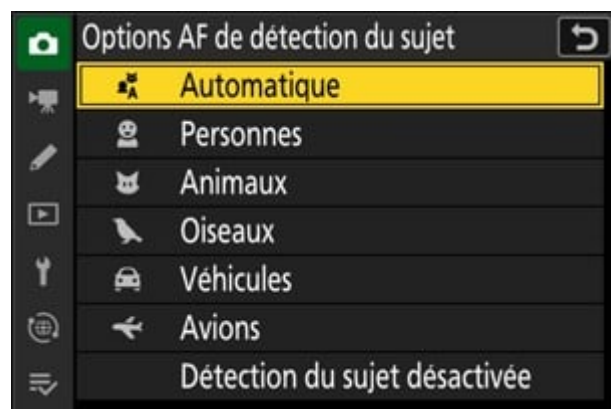 Options AF de détection du sujet
Automatique
Personnes
Animaux
Oiseaux
Véhicules
Avions
Détection du sujet désactivée